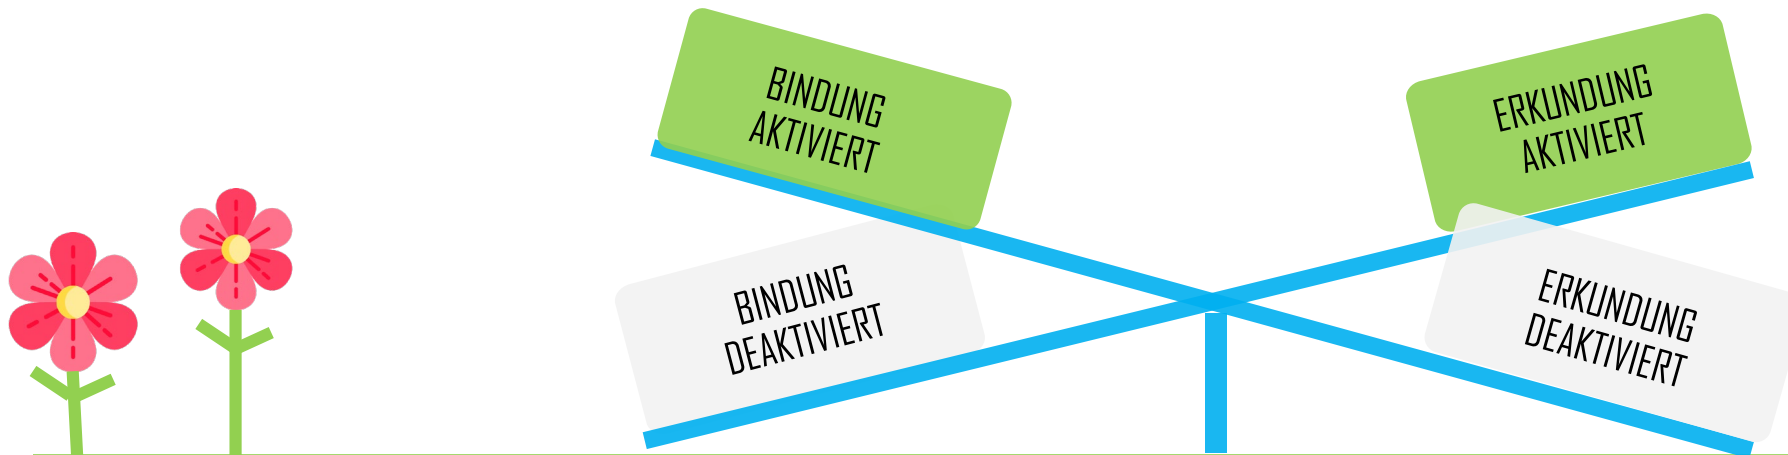 BINDUNG
AKTIVIERT
ERKUNDUNG
AKTIVIERT
BINDUNG
DEAKTIVIERT
ERKUNDUNG
DEAKTIVIERT